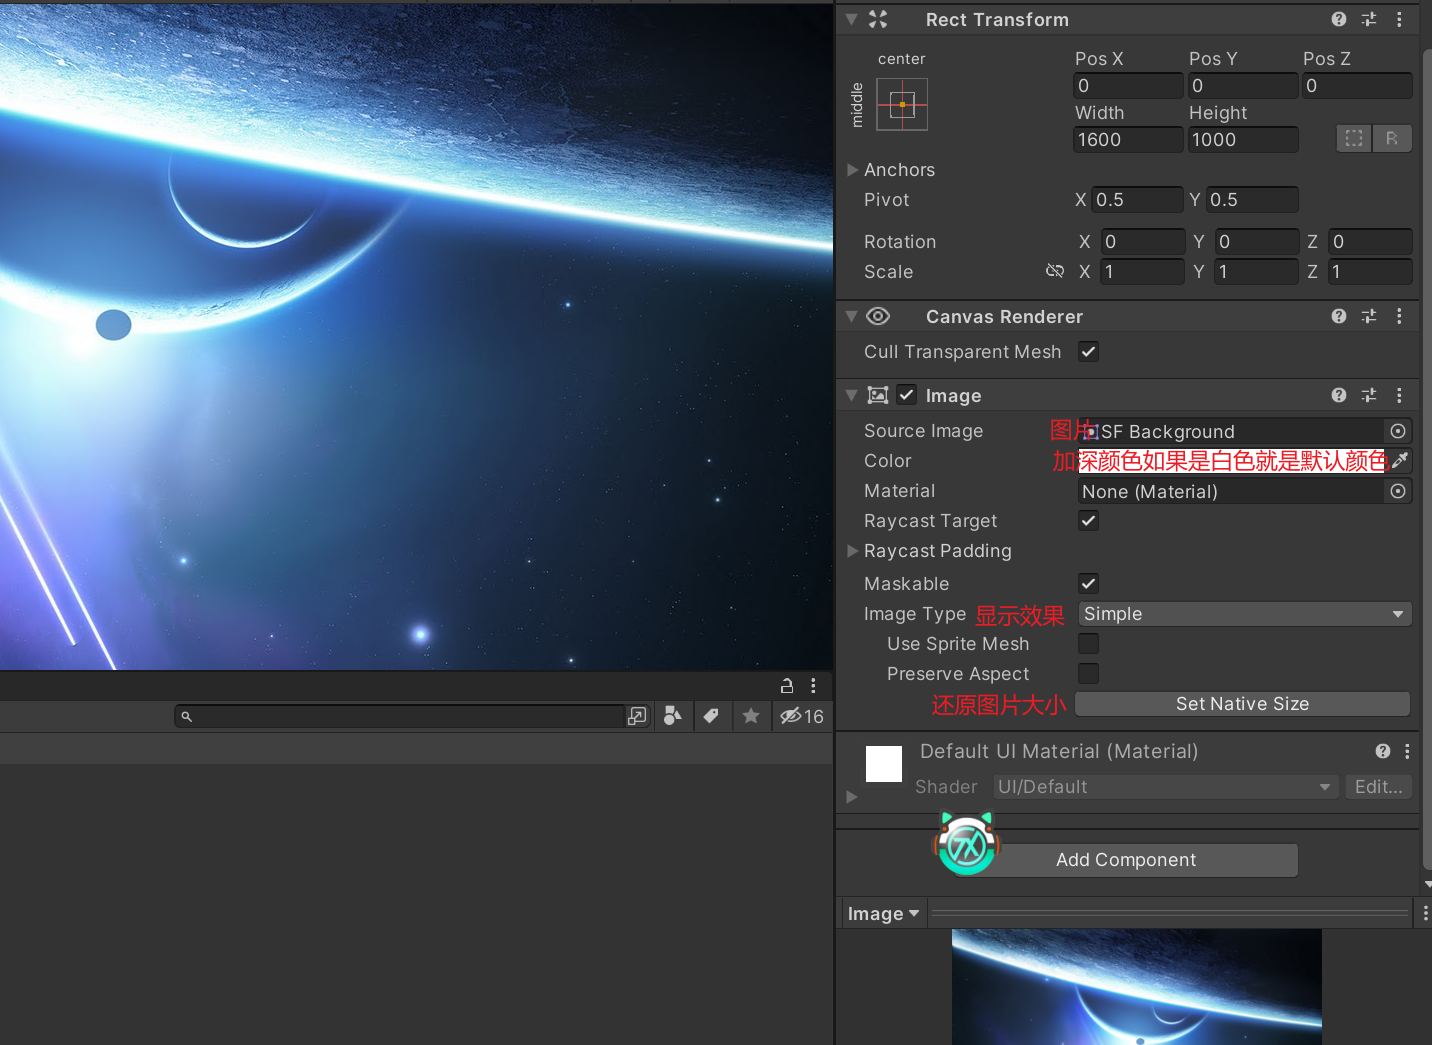 Rect Transform
center
middle
Pos X Pos Y Pos Z
0 0 0
Width Height
1600 1000
R
Anchors
Pivot X 0.5 Y 0.5
Rotation X 0 Y 0 Z 0
Scale X 1 Y 1 Z 1
Canvas Renderer
Cull Transparent Mesh
Image
Source Image 图片 SF Background
Color 加深颜色如果是白色就是默认颜色
Material None (Material)
Raycast Target
Raycast Padding
Maskable
Image Type 显示效果 Simple
Use Sprite Mesh
Preserve Aspect
还原图片大小 Set Native Size
16
Default UI Material (Material)
Shader UI/Default Edit...
7X
Add Component
Image